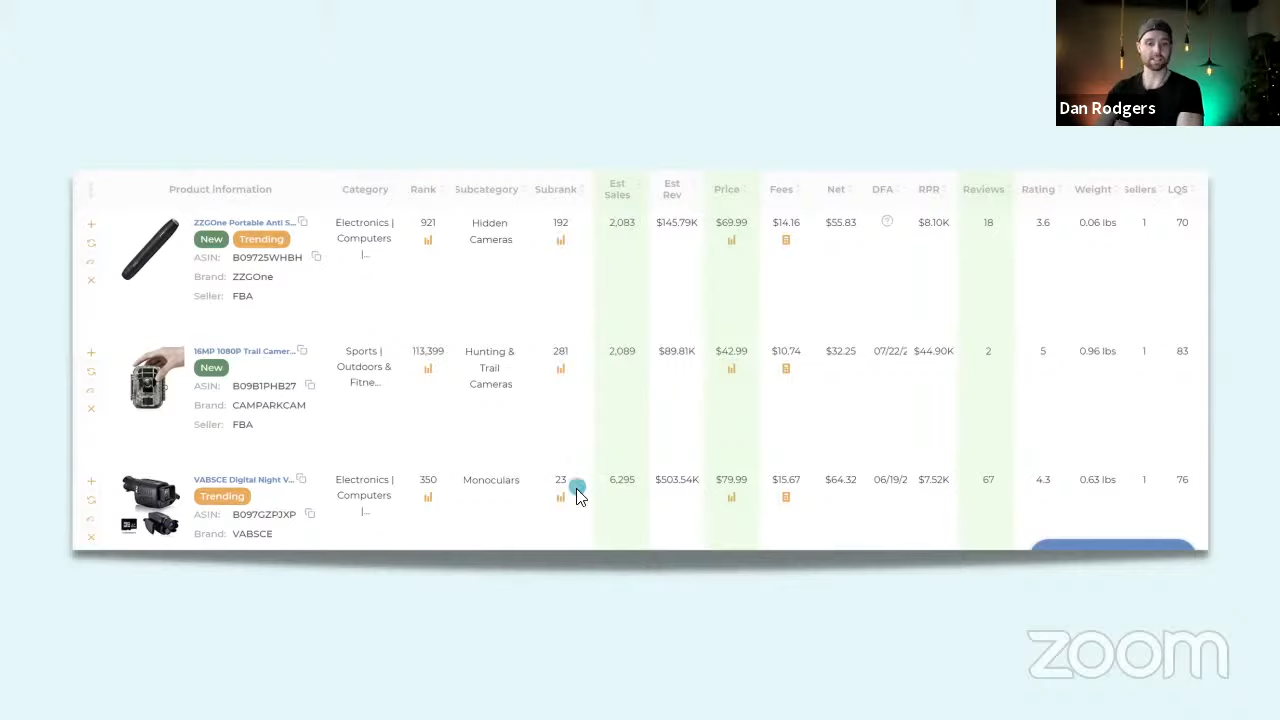 Dan Rodgers
Product information Category Rank Subcategory Subrank Est Sales Est Rev Price Fees Net DFA RPR Reviews Rating Weight Sellers LQS
ZZGOne Portable Anti S... Electronics | Computers |... 921 Hidden Cameras 192 2,083 $145.79K $69.99 $14.16 $55.83 $8.10K 18 3.6 0.06 lbs 1 70
New Trending
ASIN: B09725WHBH
Brand: ZZGOne
Seller: FBA
16MP 1080P Trail Camer... Sports | Outdoors & Fitne... 113,399 Hunting & Trail Cameras 281 2,089 $89.81K $42.99 $10.74 $32.25 07/22/2 $44.90K 2 5 0.96 lbs 1 83
New
ASIN: B09B1PHB27
Brand: CAMPARKCAM
Seller: FBA
VABSCE Digital Night V... Electronics | Computers |... 350 Monoculars 23 6,295 $503.54K $79.99 $15.67 $64.32 06/19/2 $7.52K 67 4.3 0.63 lbs 1 76
Trending
ASIN: B097GZPJXP
Brand: VABSCE
zoom